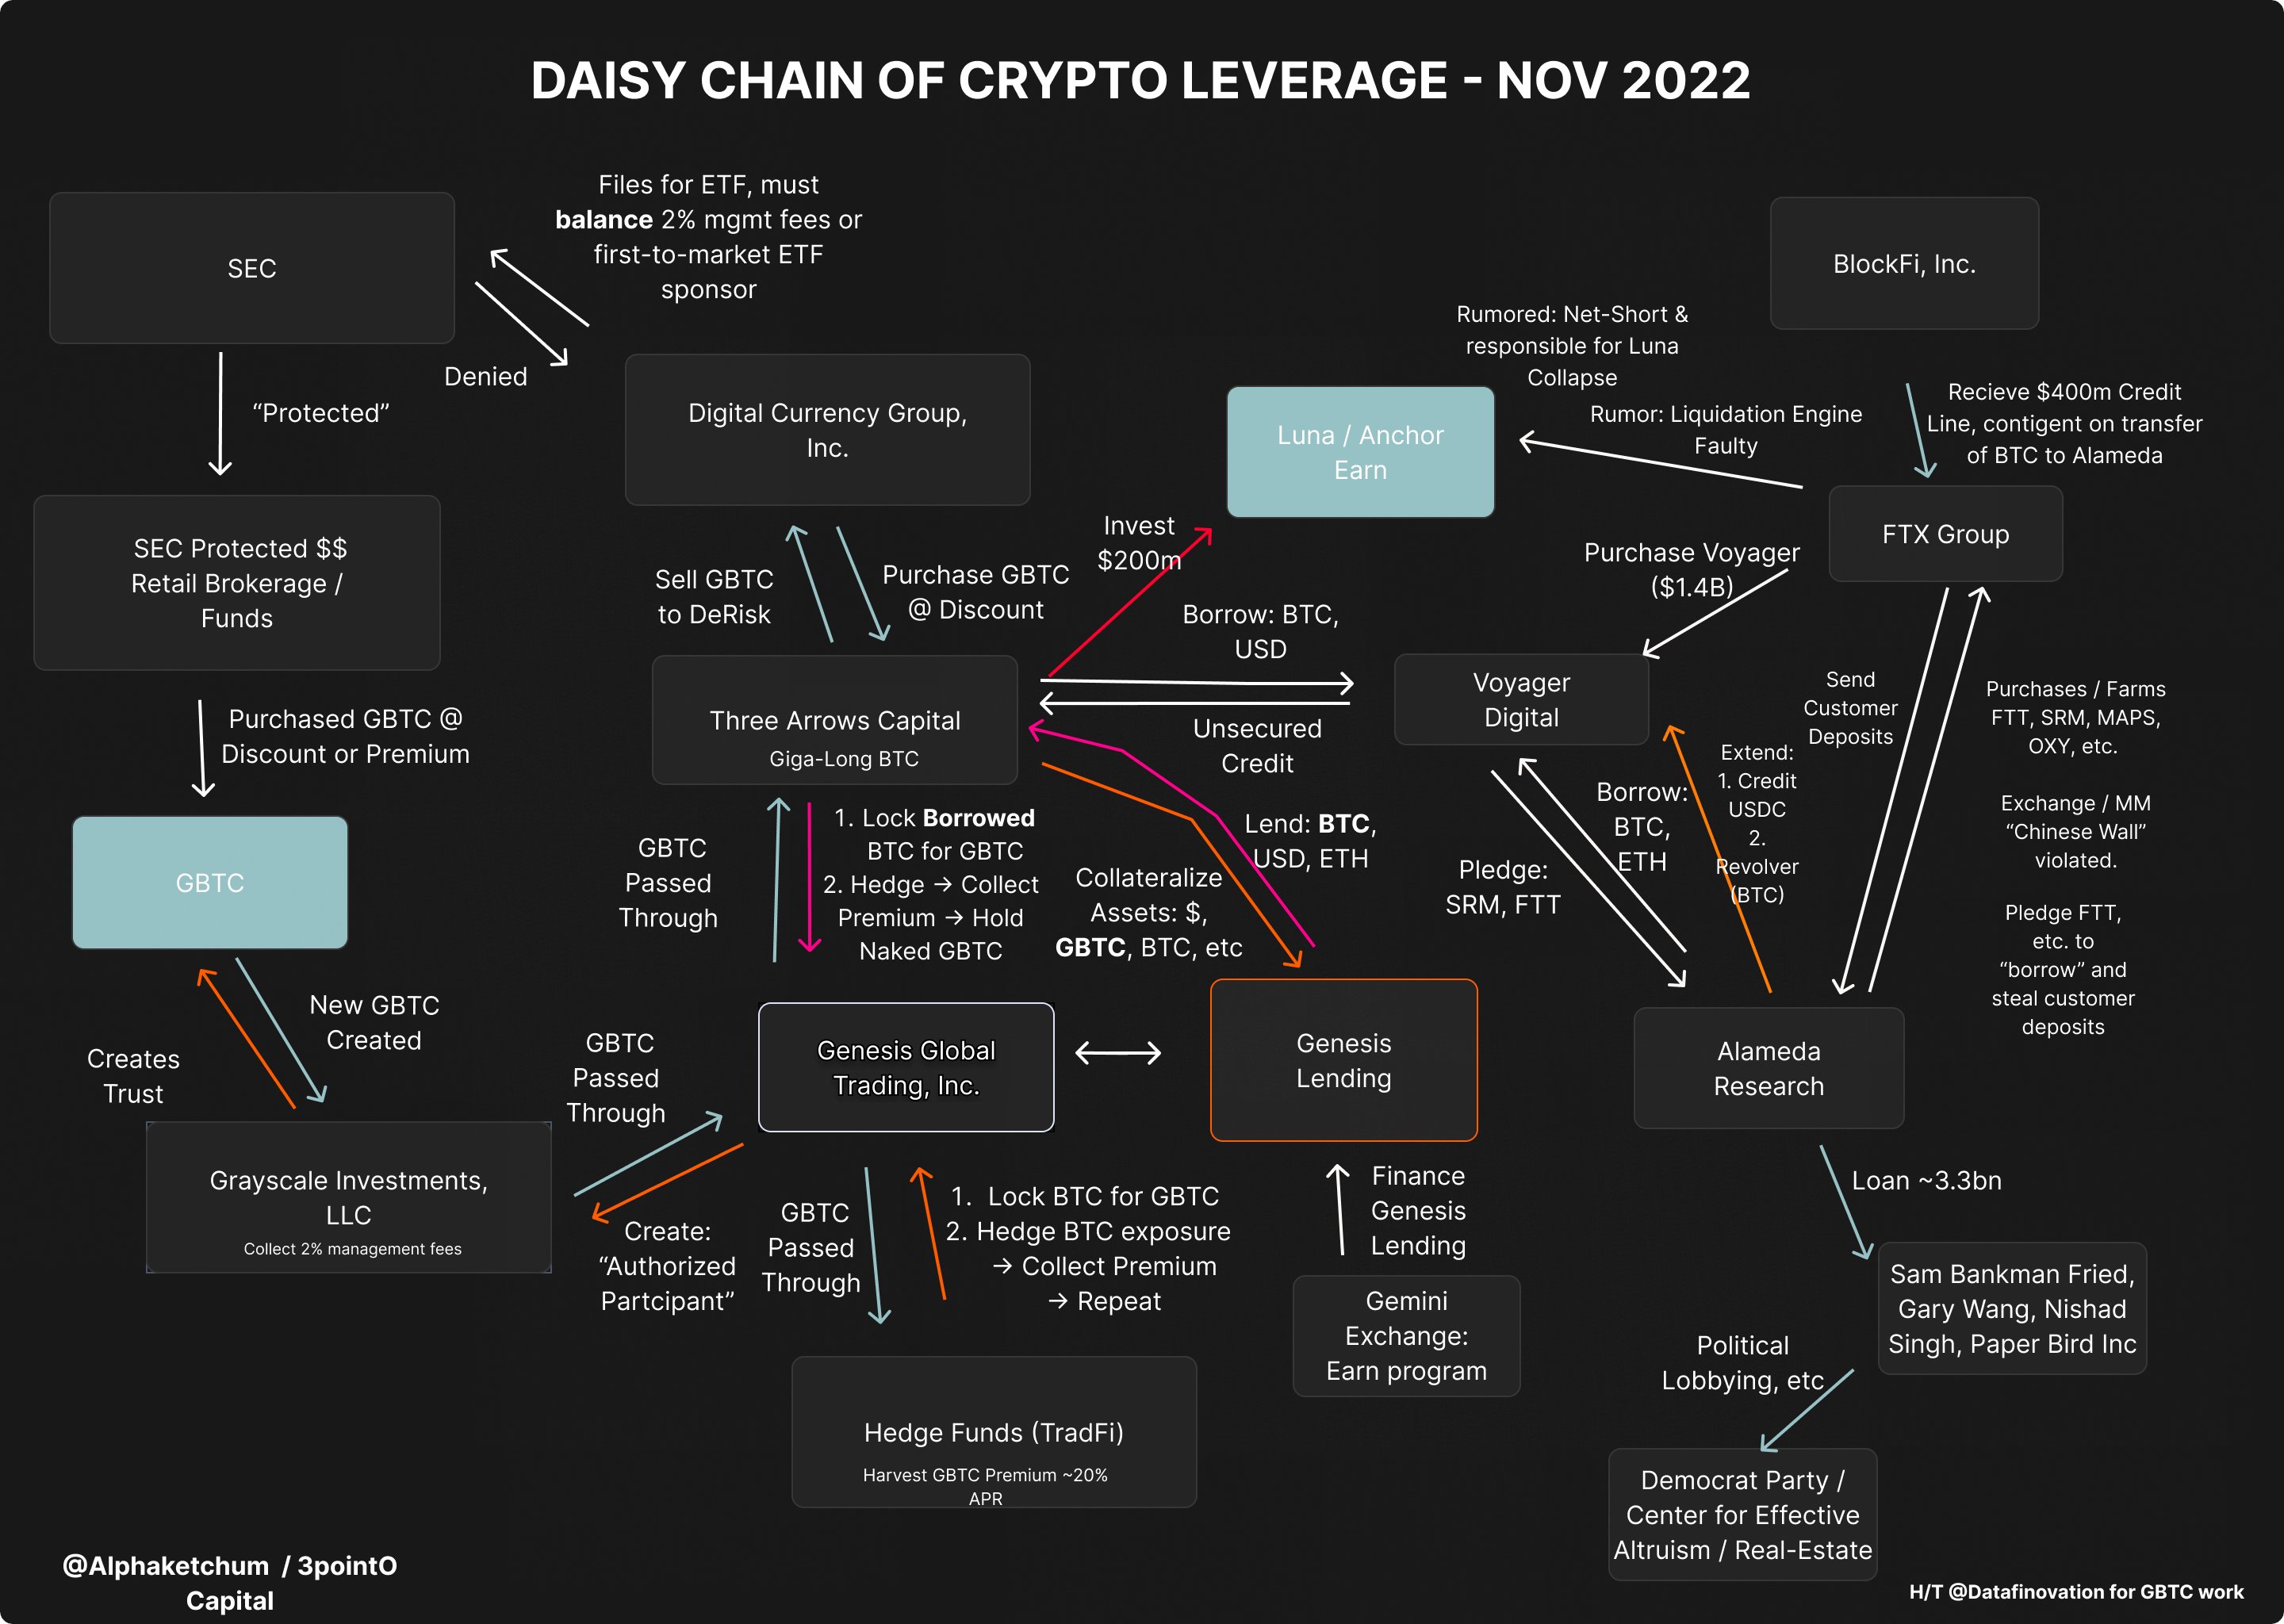 DAISY CHAIN OF CRYPTO LEVERAGE - NOV 2022
SEC
Files for ETF, must
balance 2% mgmt fees or
first-to-market ETF
sponsor
Denied
“Protected”
SEC Protected $$
Retail Brokerage /
Funds
Purchased GBTC @
Discount or Premium
GBTC
New GBTC
Created
Creates
Trust
Grayscale Investments,
LLC
Collect 2% management fees
Digital Currency Group,
Inc.
Sell GBTC
to DeRisk
Purchase GBTC
@ Discount
Three Arrows Capital
Giga-Long BTC
GBTC
Passed
Through
1. Lock Borrowed
BTC for GBTC
2. Hedge → Collect
Premium → Hold
Naked GBTC
GBTC
Passed
Through
Create:
“Authorized
Partcipant”
Genesis Global
Trading, Inc.
GBTC
Passed
Through
1. Lock BTC for GBTC
2. Hedge BTC exposure
→ Collect Premium
→ Repeat
Hedge Funds (TradFi)
Harvest GBTC Premium ~20%
APR
Invest
$200m
Luna / Anchor
Earn
Rumored: Net-Short &
responsible for Luna
Collapse
Rumor: Liquidation Engine
Faulty
Borrow: BTC,
USD
Unsecured
Credit
Lend: BTC,
USD, ETH
Collateralize
Assets: $,
GBTC, BTC, etc
Genesis
Lending
Finance
Genesis
Lending
Gemini
Exchange:
Earn program
BlockFi, Inc.
Recieve $400m Credit
Line, contigent on transfer
of BTC to Alameda
FTX Group
Purchase Voyager
($1.4B)
Voyager
Digital
Send
Customer
Deposits
Purchases / Farms
FTT, SRM, MAPS,
OXY, etc.
Exchange / MM
“Chinese Wall”
violated.
Pledge FTT,
etc. to
“borrow” and
steal customer
deposits
Extend:
1. Credit
USDC
2.
Revolver
(BTC)
Borrow:
BTC,
ETH
Pledge:
SRM, FTT
Alameda
Research
Loan ~3.3bn
Sam Bankman Fried,
Gary Wang, Nishad
Singh, Paper Bird Inc
Political
Lobbying, etc
Democrat Party /
Center for Effective
Altruism / Real-Estate
@Alphaketchum / 3pointO
Capital
H/T @Datafinovation for GBTC work